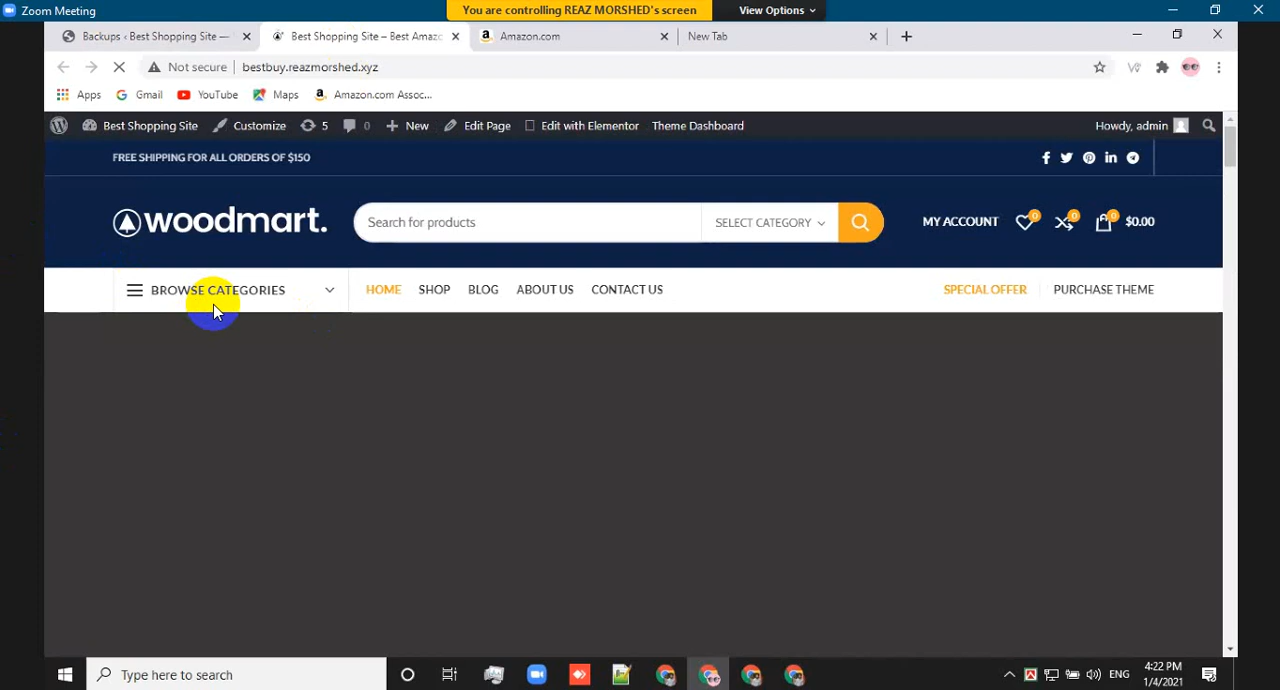 Zoom Meeting
You are controlling REAZ MORSHED's screen
View Options
Backups ‹ Best Shopping Site —
Best Shopping Site – Best Amaz
Amazon.com
New Tab
Not secure
bestbuy.reazmorshed.xyz
Apps
Gmail
YouTube
Maps
Amazon.com Assoc...
Best Shopping Site
Customize
5
0
New
Edit Page
Edit with Elementor
Theme Dashboard
Howdy, admin
FREE SHIPPING FOR ALL ORDERS OF $150
woodmart.
Search for products
SELECT CATEGORY
MY ACCOUNT
0
0
0
$0.00
BROWSE CATEGORIES
HOME
SHOP
BLOG
ABOUT US
CONTACT US
SPECIAL OFFER
PURCHASE THEME
Type here to search
ENG
4:22 PM
1/4/2021